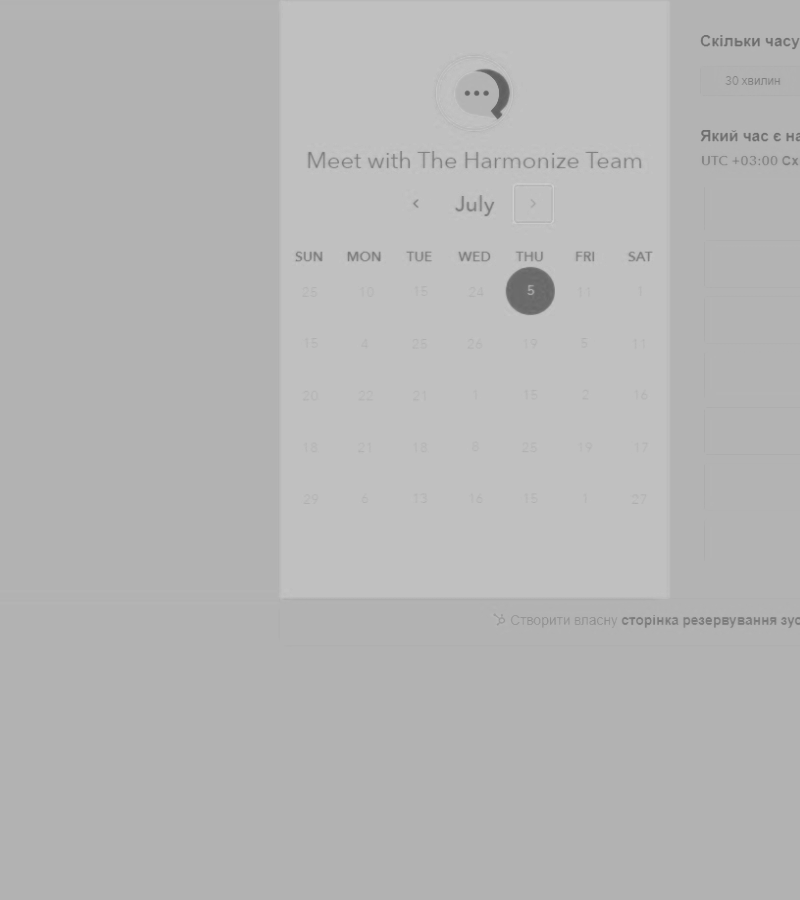 Meet with The Harmonize Team
‹ July ›
SUN MON TUE WED THU FRI SAT
25 10 15 24 5 11 1
15 4 25 26 19 5 11
20 22 21 1 15 2 16
18 21 18 8 25 19 17
29 6 13 16 15 1 27
Скільки часу
30 хвилин
Який час є на
UTC +03:00 Сх
Створити власну сторінка резервування зус